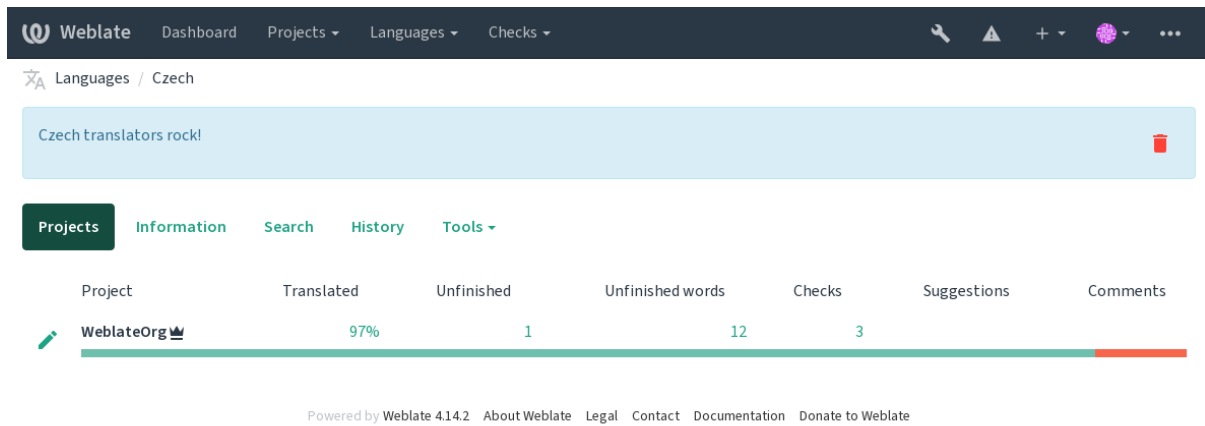 Weblate Dashboard Projects Languages Checks
Languages / Czech
Czech translators rock!
Projects Information Search History Tools
Project Translated Unfinished Unfinished words Checks Suggestions Comments
WeblateOrg 97% 1 12 3
Powered by Weblate 4.14.2 About Weblate Legal Contact Documentation Donate to Weblate